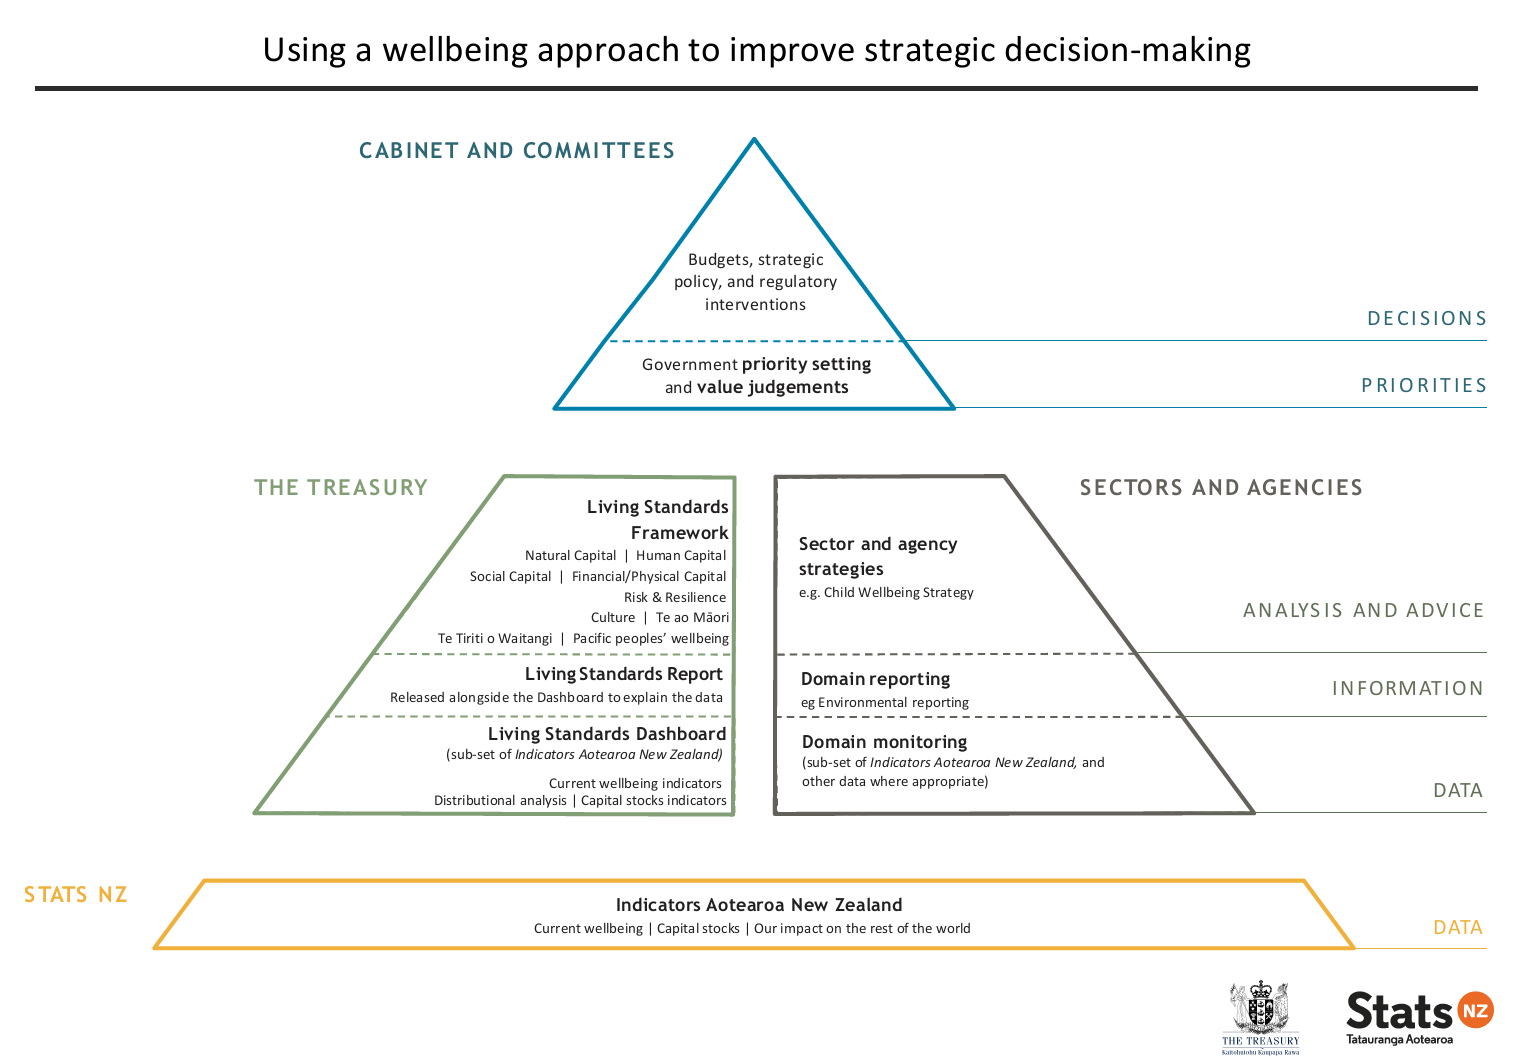 Using a wellbeing approach to improve strategic decision-making
CABINET AND COMMITTEES
Budgets, strategic
policy, and regulatory
interventions
DECISIONS
Government priority setting
and value judgements
PRIORITIES
THE TREASURY
Living Standards
Framework
Natural Capital | Human Capital
Social Capital | Financial/Physical Capital
Risk & Resilience
Culture | Te ao Māori
Te Tiriti o Waitangi | Pacific peoples’ wellbeing
Living Standards Report
Released alongside the Dashboard to explain the data
Living Standards Dashboard
(sub-set of Indicators Aotearoa New Zealand)
Current wellbeing indicators
Distributional analysis | Capital stocks indicators
SECTORS AND AGENCIES
Sector and agency
strategies
e.g. Child Wellbeing Strategy
ANALYSIS AND ADVICE
Domain reporting
eg Environmental reporting
INFORMATION
Domain monitoring
(sub-set of Indicators Aotearoa New Zealand, and
other data where appropriate)
DATA
STATS NZ
Indicators Aotearoa New Zealand
Current wellbeing | Capital stocks | Our impact on the rest of the world
DATA
THE TREASURY
Kaitohutohu Kaupapa Rawa
Stats NZ
Tatauranga Aotearoa